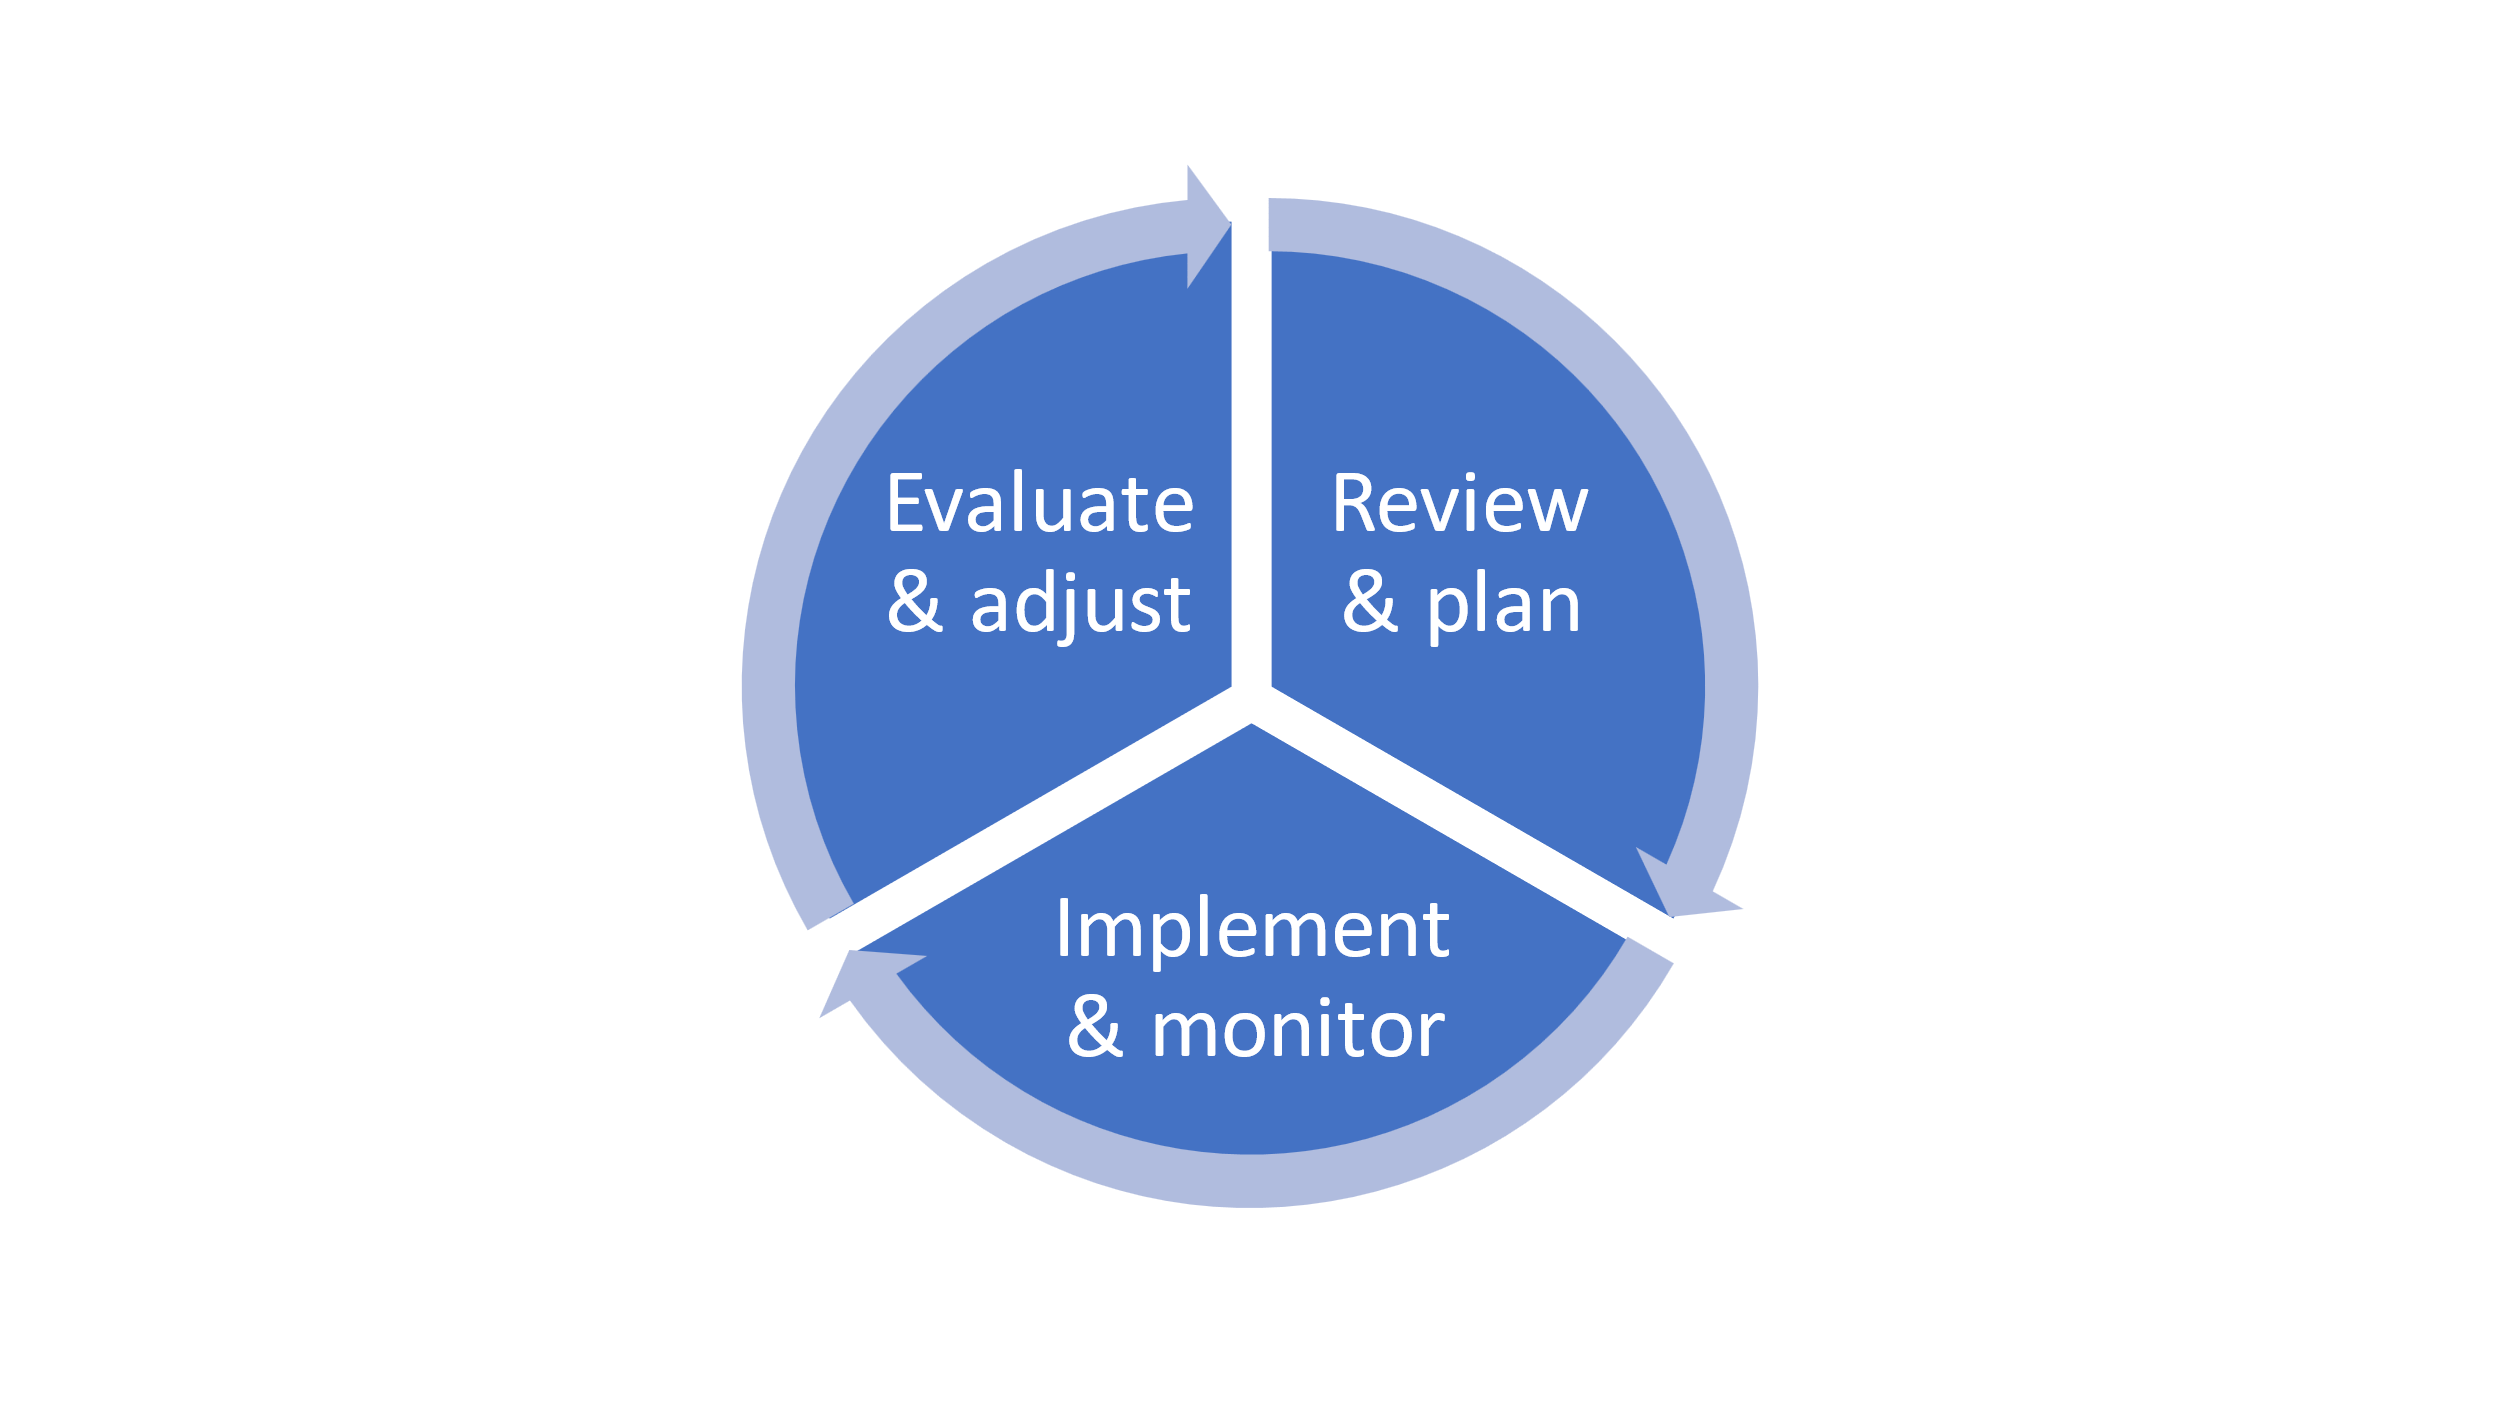 Evaluate
& adjust
Review
& plan
Implement
& monitor